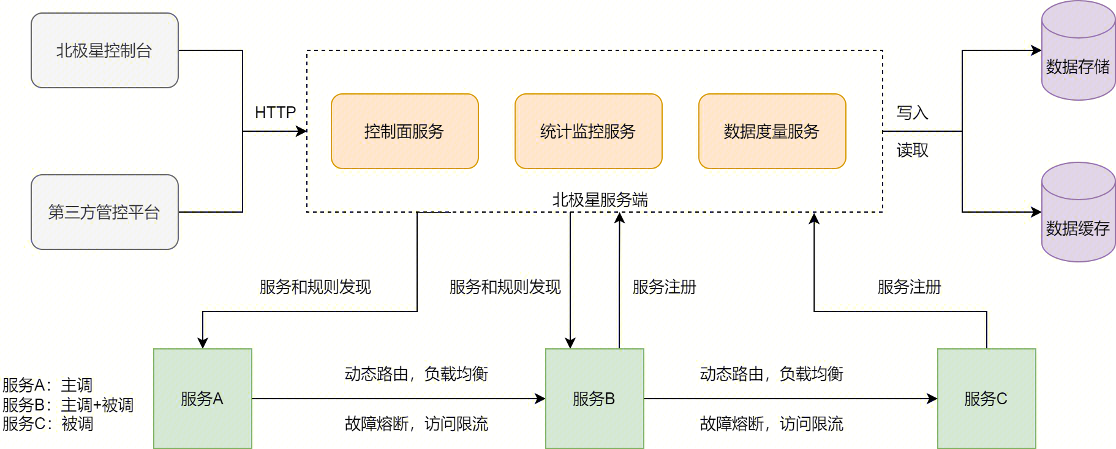 北极星控制台
第三方管控平台
HTTP
控制面服务
统计监控服务
数据度量服务
北极星服务端
写入
读取
数据存储
数据缓存
服务和规则发现
服务和规则发现
服务注册
服务注册
服务A：主调
服务B：主调+被调
服务C：被调
服务A
动态路由，负载均衡
故障熔断，访问限流
服务B
动态路由，负载均衡
故障熔断，访问限流
服务C